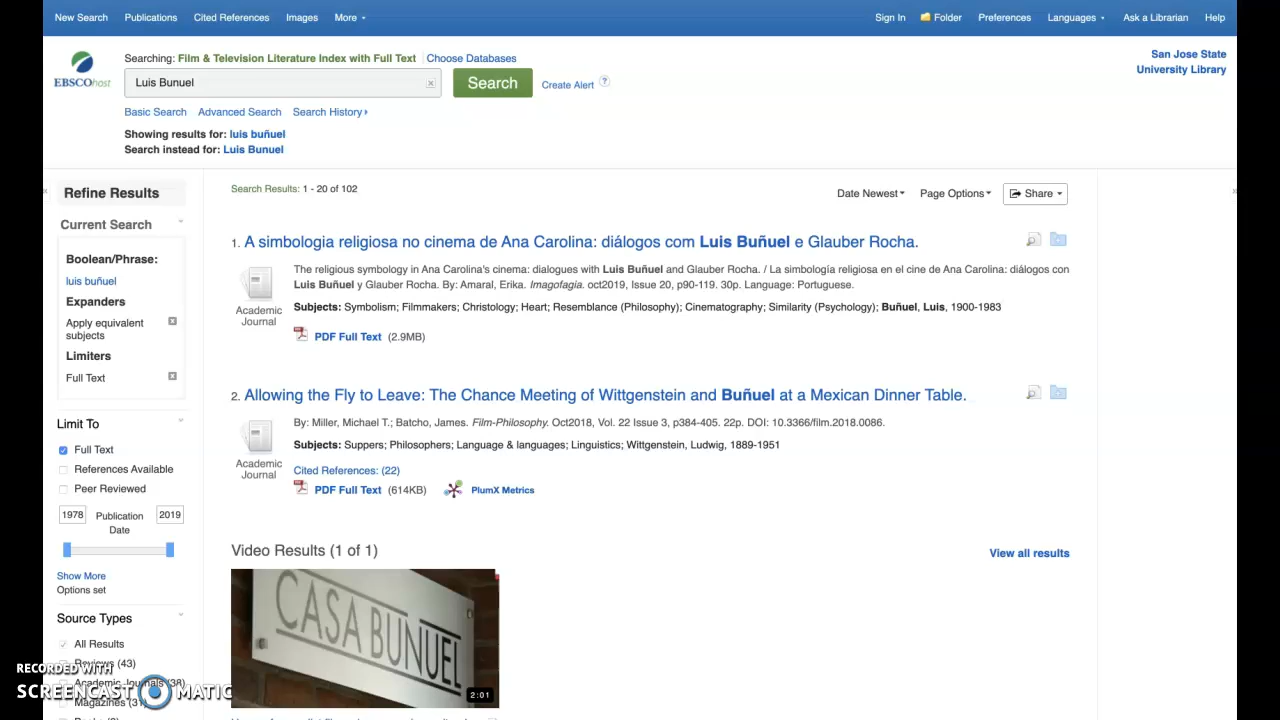 New Search Publications Cited References Images More Sign In Folder Preferences Languages Ask a Librarian Help
Searching: Film & Television Literature Index with Full Text Choose Databases
San Jose State
University Library
EBSCOhost
Luis Bunuel Search Create Alert ?
Basic Search Advanced Search Search History
Showing results for: luis buñuel
Search instead for: Luis Bunuel
Refine Results
Current Search
Boolean/Phrase:
luis buñuel
Expanders
Apply equivalent
subjects
Limiters
Full Text
Limit To
Full Text
References Available
Peer Reviewed
1978 Publication 2019
Date
Show More
Options set
Source Types
All Results
Reviews (43)
Academic Journals (38)
Magazines (31)
Search Results: 1 - 20 of 102
Date Newest Page Options Share
1. A simbologia religiosa no cinema de Ana Carolina: diálogos com Luis Buñuel e Glauber Rocha.
The religious symbology in Ana Carolina's cinema: dialogues with Luis Buñuel and Glauber Rocha. / La simbología religiosa en el cine de Ana Carolina: diálogos con
Luis Buñuel y Glauber Rocha. By: Amaral, Erika. Imagofagia. oct2019, Issue 20, p90-119. 30p. Language: Portuguese.
Academic
Journal
Subjects: Symbolism; Filmmakers; Christology; Heart; Resemblance (Philosophy); Cinematography; Similarity (Psychology); Buñuel, Luis, 1900-1983
PDF Full Text (2.9MB)
2. Allowing the Fly to Leave: The Chance Meeting of Wittgenstein and Buñuel at a Mexican Dinner Table.
By: Miller, Michael T.; Batcho, James. Film-Philosophy. Oct2018, Vol. 22 Issue 3, p384-405. 22p. DOI: 10.3366/film.2018.0086.
Academic
Journal
Subjects: Suppers; Philosophers; Language & languages; Linguistics; Wittgenstein, Ludwig, 1889-1951
Cited References: (22)
PDF Full Text (614KB) PlumX Metrics
Video Results (1 of 1) View all results
CASA BUNUEL
2:01
RECORDED WITH
SCREENCAST MATIC